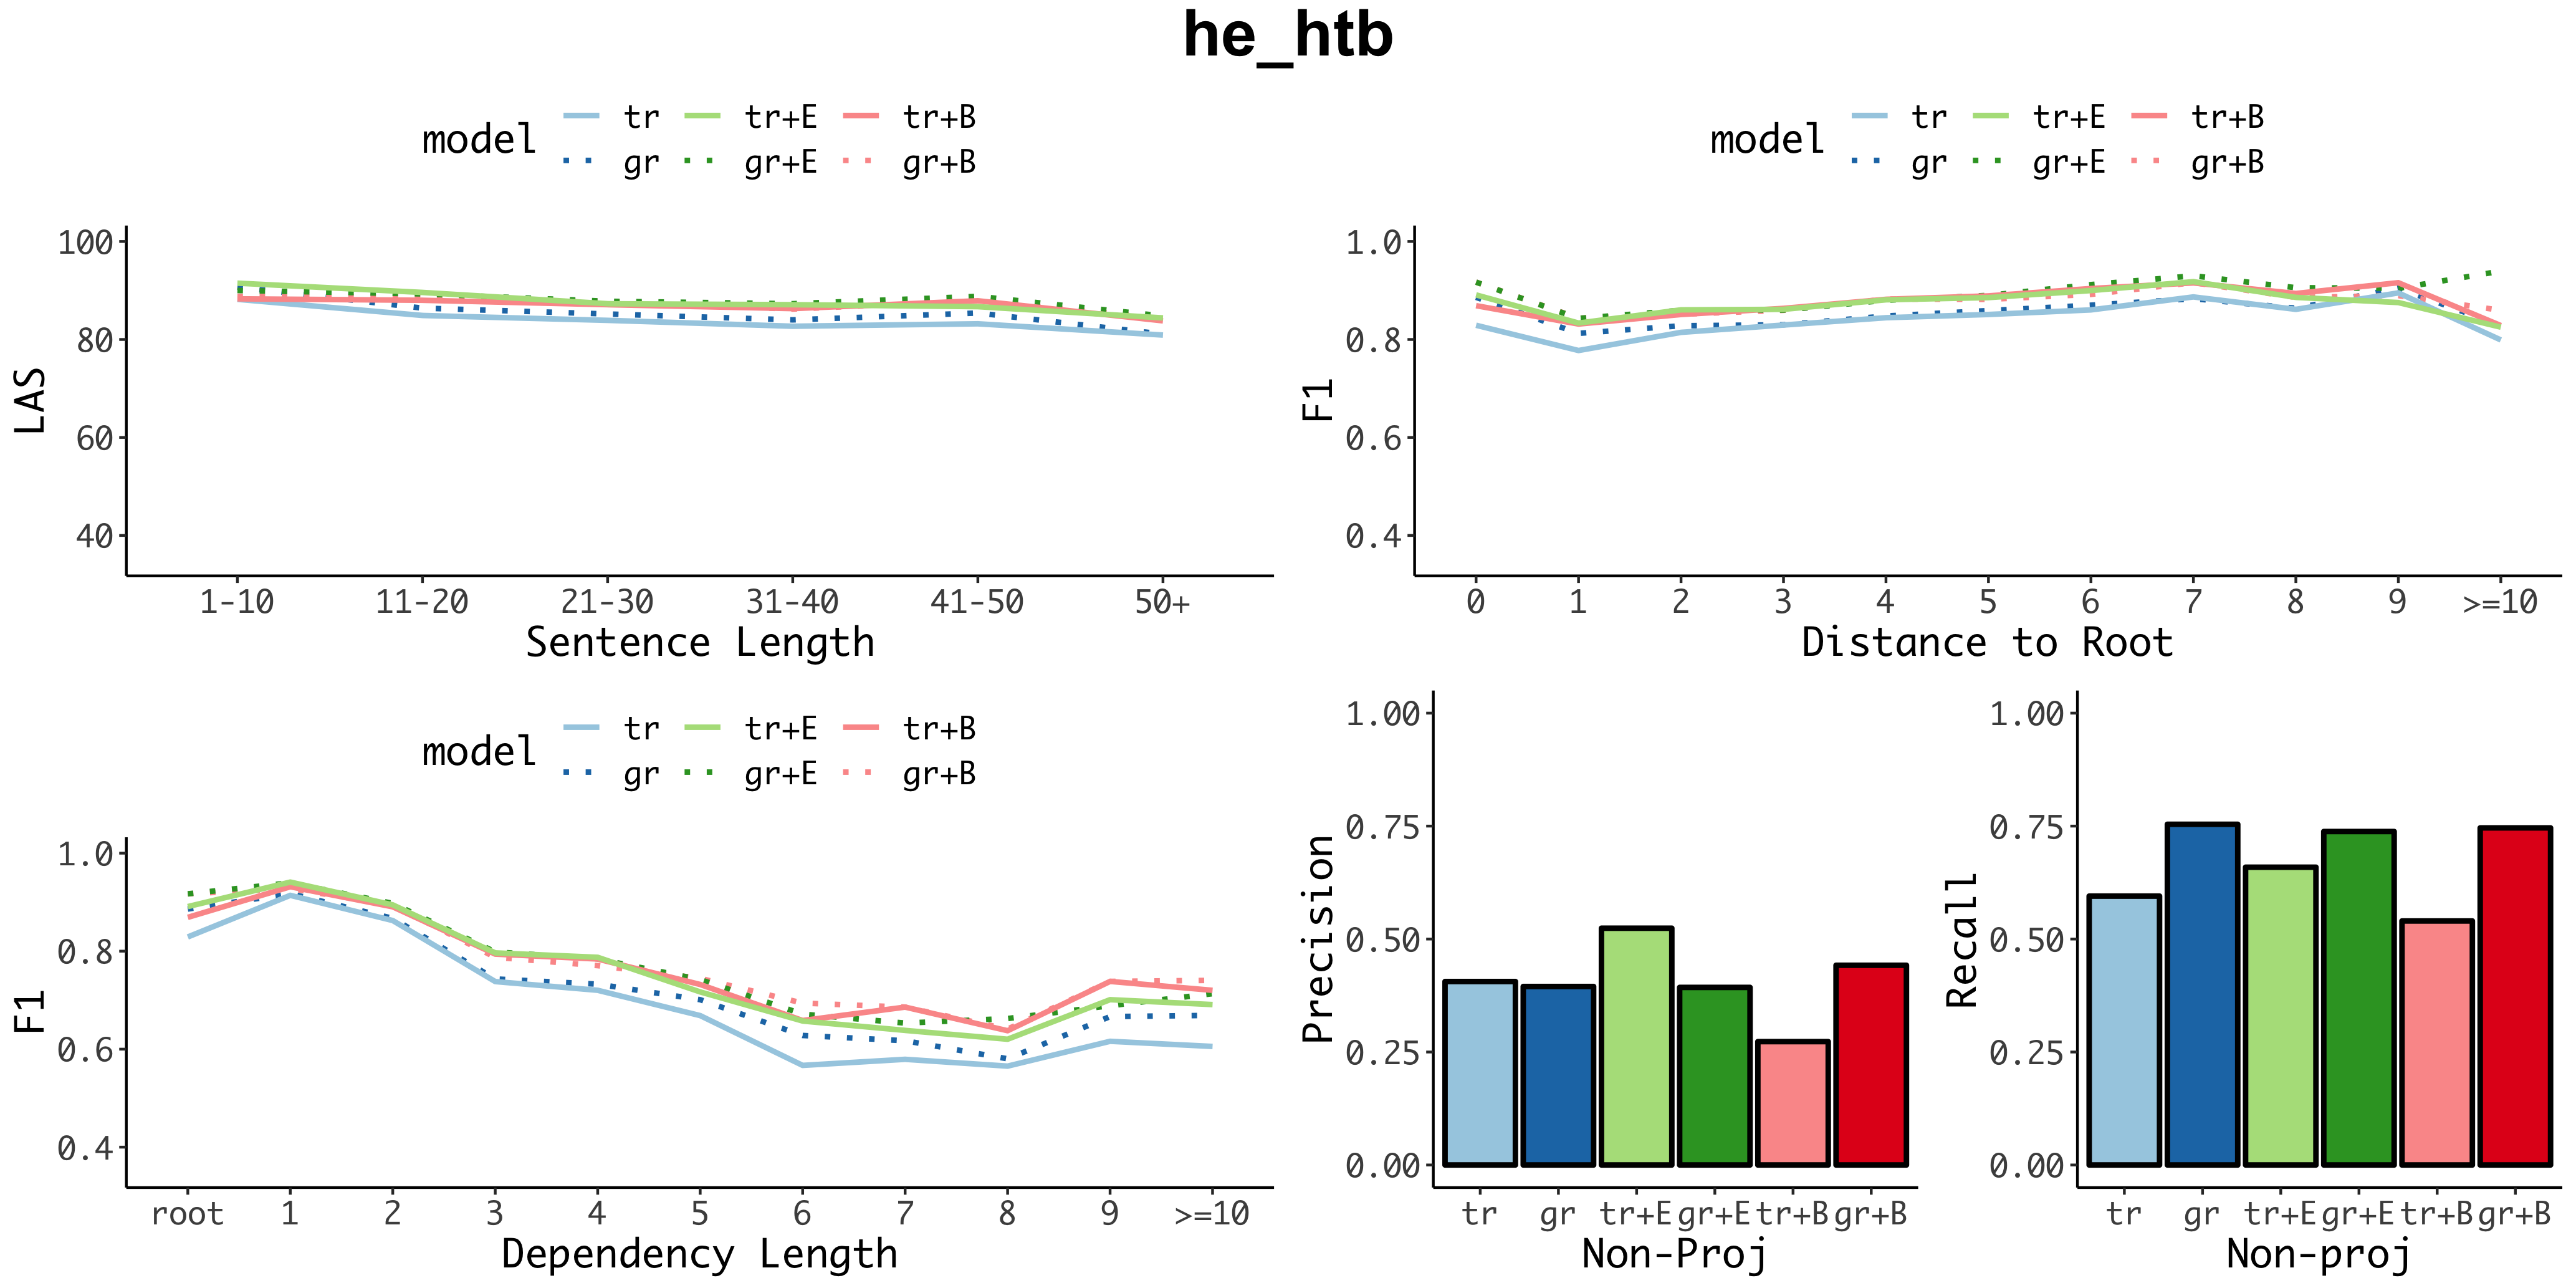 he_htb
model tr tr+E tr+B
gr gr+E gr+B
100
80
60
40
LAS
1-10 11-20 21-30 31-40 41-50 50+
Sentence Length
model tr tr+E tr+B
gr gr+E gr+B
1.0
0.8
0.6
0.4
F1
0 1 2 3 4 5 6 7 8 9 >=10
Distance to Root
model tr tr+E tr+B
gr gr+E gr+B
1.0
0.8
0.6
0.4
F1
root 1 2 3 4 5 6 7 8 9 >=10
Dependency Length
1.00
0.75
0.50
0.25
0.00
Precision
tr gr tr+E gr+E tr+B gr+B
Non-Proj
1.00
0.75
0.50
0.25
0.00
Recall
tr gr tr+E gr+E tr+B gr+B
Non-proj